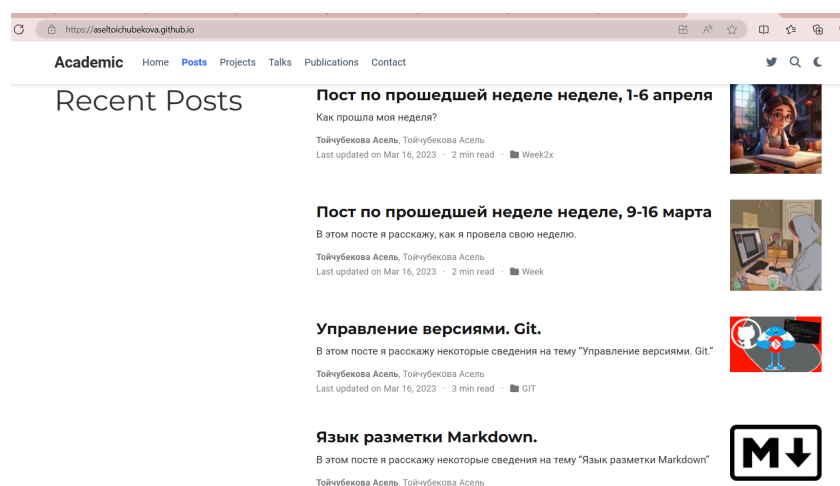 https://aseltoichubekova.github.io
Academic Home Posts Projects Talks Publications Contact
Recent Posts
Пост по прошедшей неделе неделе, 1-6 апреля
Как прошла моя неделя?
Тойчубекова Асель, Тойчубекова Асель
Last updated on Mar 16, 2023 · 2 min read · Week2x
Пост по прошедшей неделе неделе, 9-16 марта
В этом посте я расскажу, как я провела свою неделю.
Тойчубекова Асель, Тойчубекова Асель
Last updated on Mar 16, 2023 · 2 min read · Week
Управление версиями. Git.
В этом посте я расскажу некоторые сведения на тему “Управление версиями. Git.”
Тойчубекова Асель, Тойчубекова Асель
Last updated on Mar 16, 2023 · 3 min read · GIT
Язык разметки Markdown.
В этом посте я расскажу некоторые сведения на тему “Язык разметки Markdown”
Тойчубекова Асель, Тойчубекова Асель
M